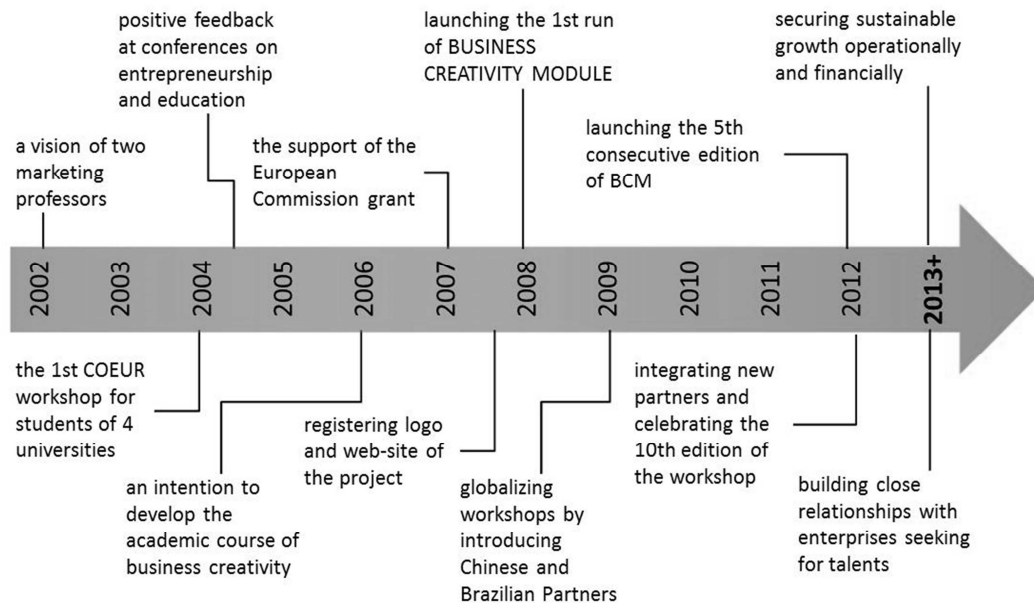 positive feedback
at conferences on
entrepreneurship
and education
launching the 1st run
of BUSINESS
CREATIVITY MODULE
securing sustainable
growth operationally
and financially
a vision of two
marketing
professors
the support of the
European
Commission grant
launching the 5th
consecutive edition
of BCM
2002
2003
2004
2005
2006
2007
2008
2009
2010
2011
2012
2013+
the 1st COEUR
workshop for
students of 4
universities
an intention to
develop the
academic course of
business creativity
registering logo
and web-site of
the project
globalizing
workshops by
introducing
Chinese and
Brazilian Partners
integrating new
partners and
celebrating the
10th edition of
the workshop
building close
relationships with
enterprises seeking
for talents